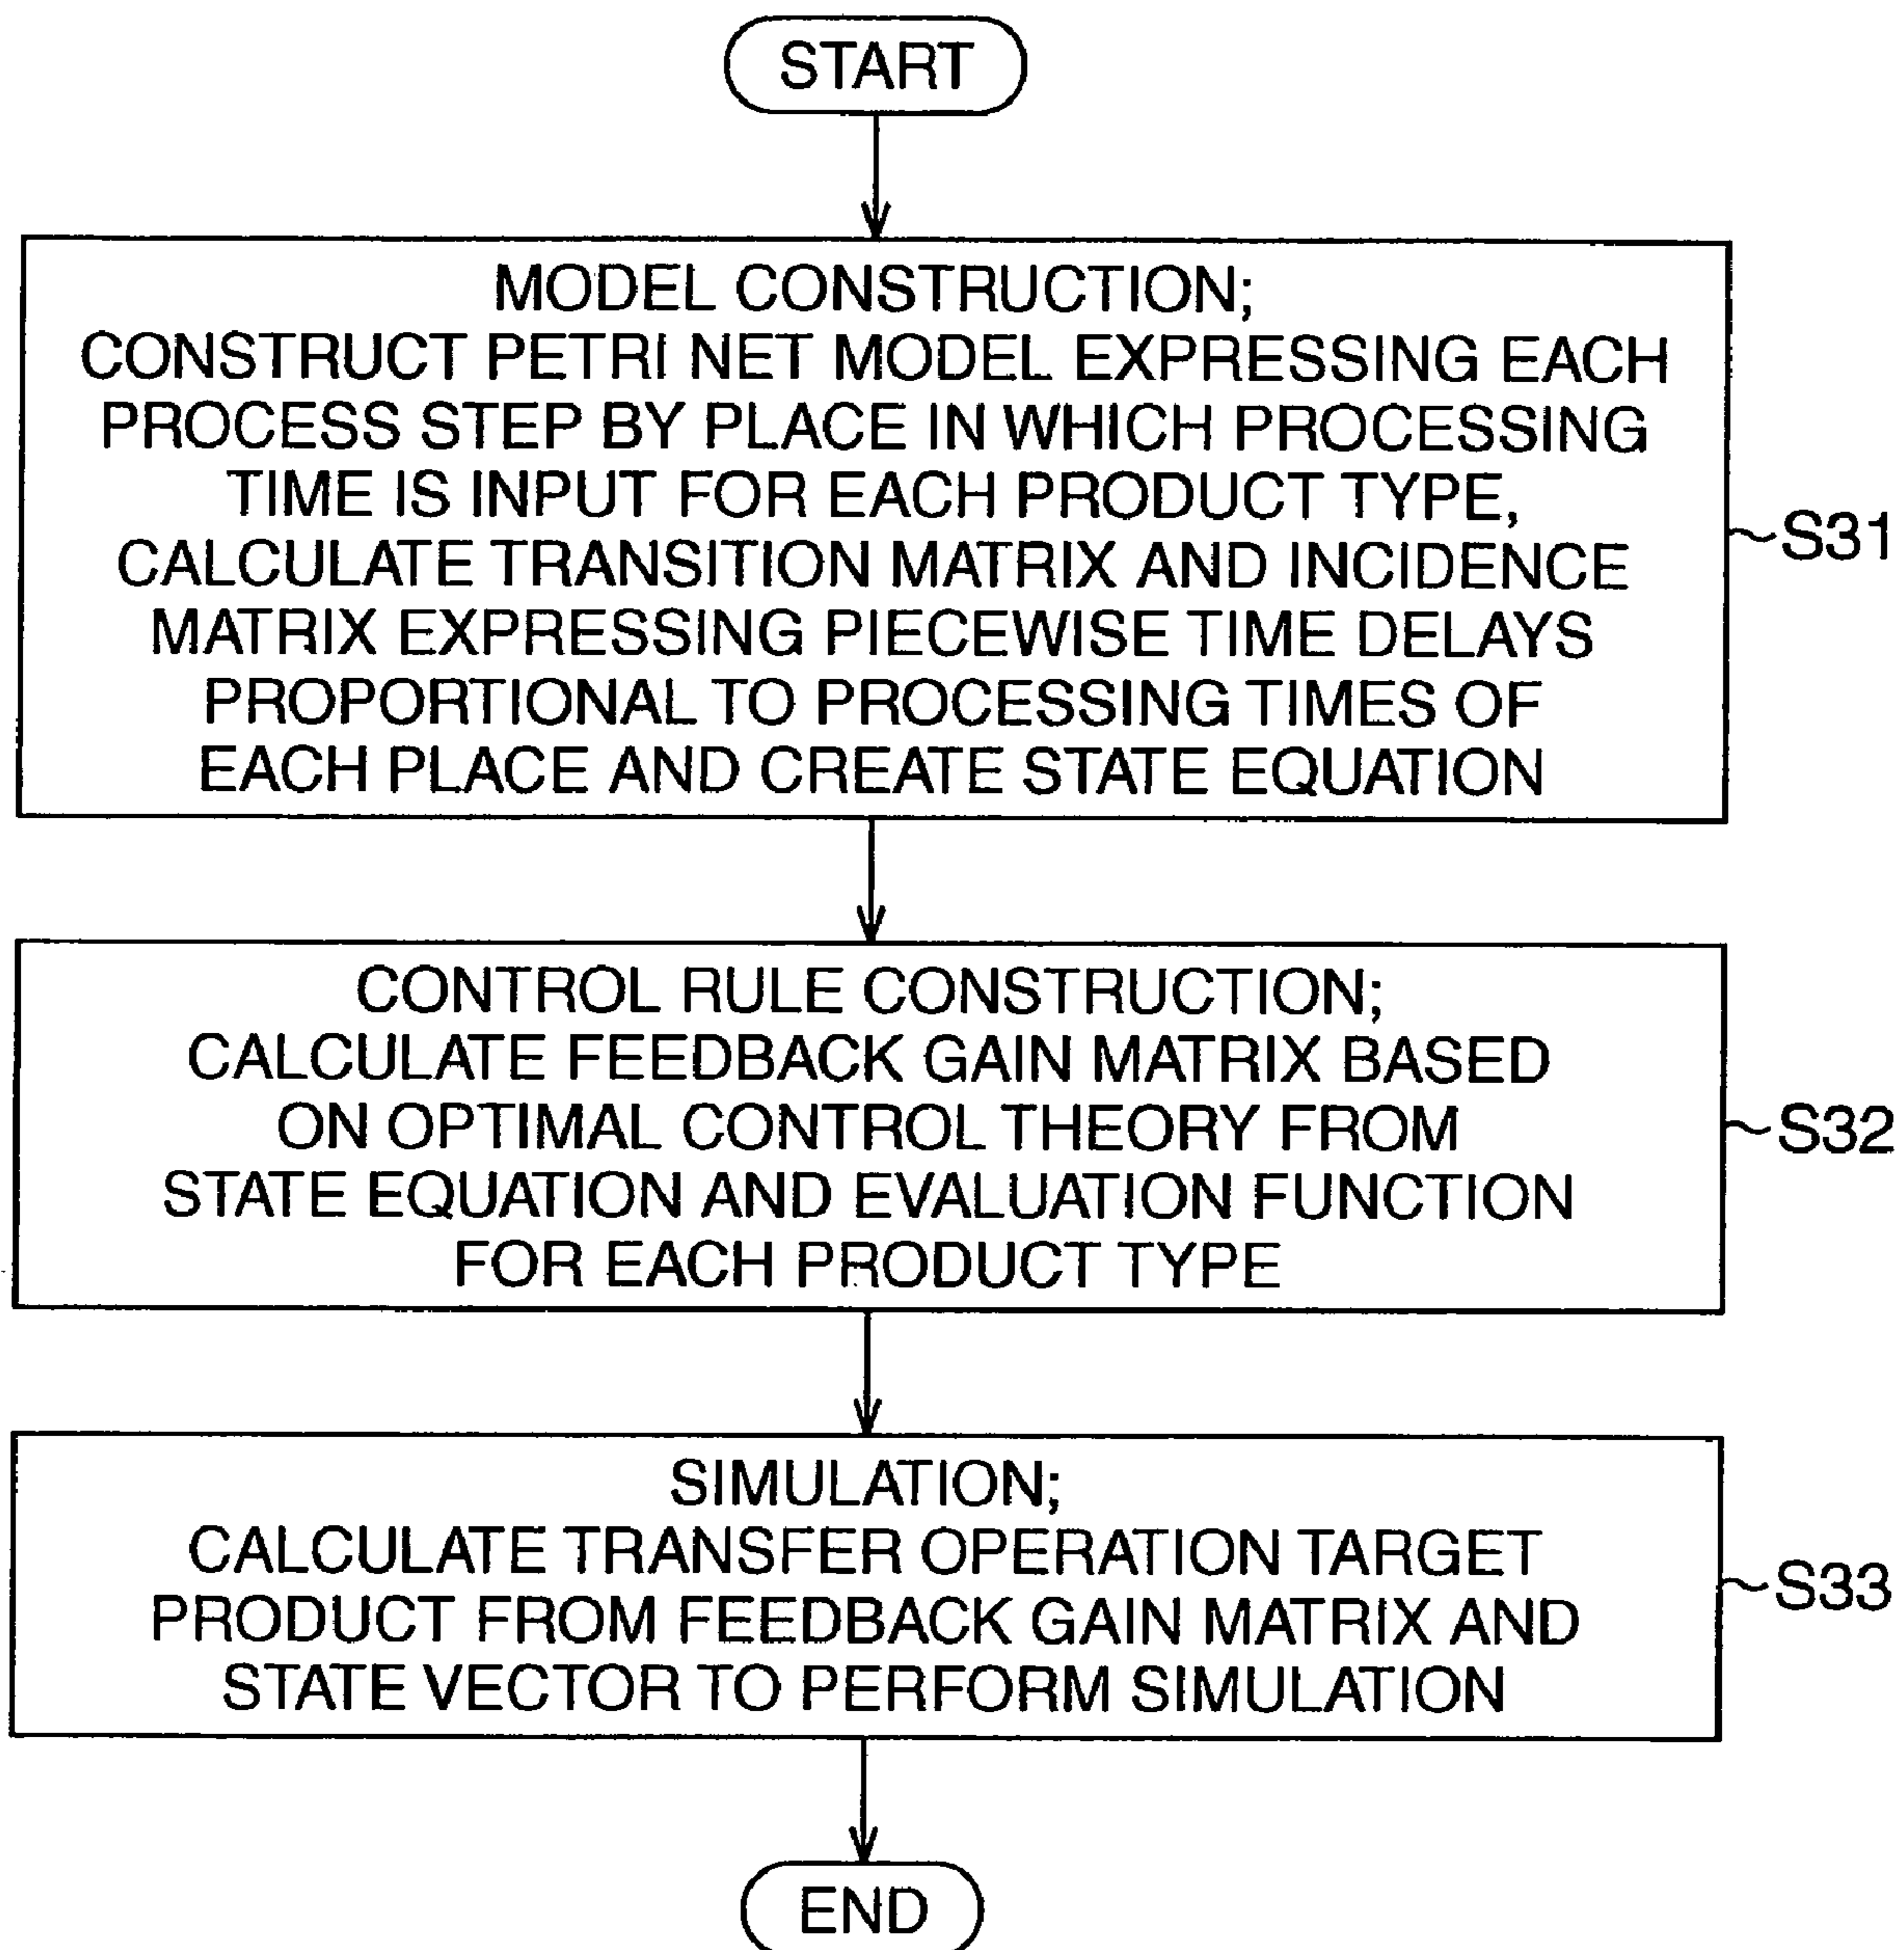 START
MODEL CONSTRUCTION;
CONSTRUCT PETRI NET MODEL EXPRESSING EACH
PROCESS STEP BY PLACE IN WHICH PROCESSING
TIME IS INPUT FOR EACH PRODUCT TYPE,
CALCULATE TRANSITION MATRIX AND INCIDENCE
MATRIX EXPRESSING PIECEWISE TIME DELAYS
PROPORTIONAL TO PROCESSING TIMES OF
EACH PLACE AND CREATE STATE EQUATION
S31
CONTROL RULE CONSTRUCTION;
CALCULATE FEEDBACK GAIN MATRIX BASED
ON OPTIMAL CONTROL THEORY FROM
STATE EQUATION AND EVALUATION FUNCTION
FOR EACH PRODUCT TYPE
S32
SIMULATION;
CALCULATE TRANSFER OPERATION TARGET
PRODUCT FROM FEEDBACK GAIN MATRIX AND
STATE VECTOR TO PERFORM SIMULATION
S33
END